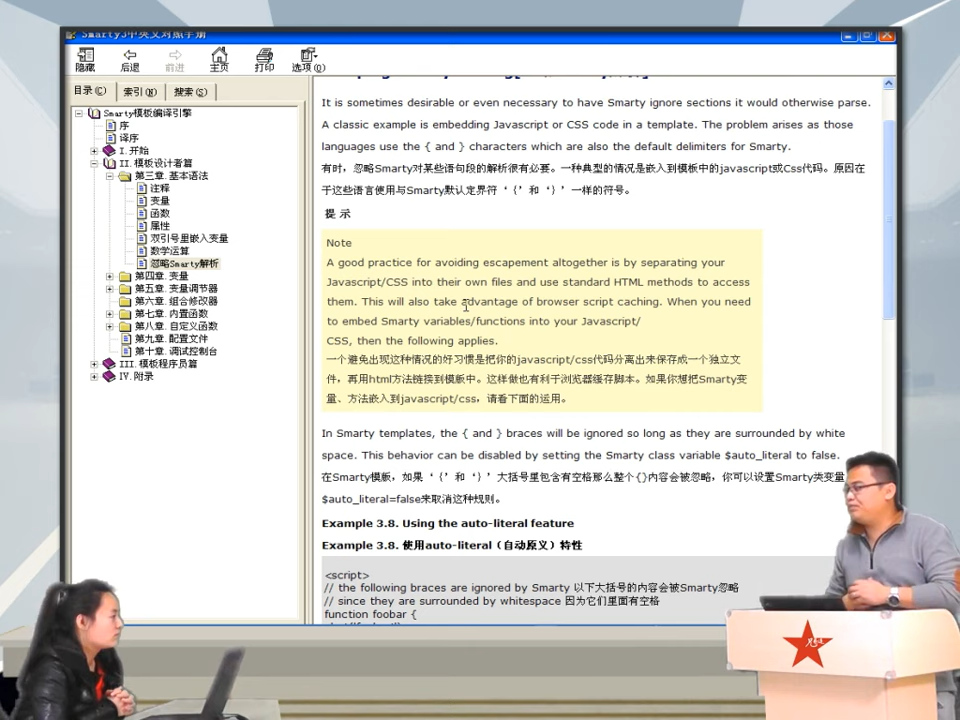 Smarty3中英文对照手册
隐藏 后退 前进 主页 打印 选项(O)
目录(C) 索引(N) 搜索(S)
Smarty模板编译引擎
序
译序
I.开始
II.模板设计者篇
第三章.基本语法
注释
变量
函数
属性
双引号里嵌入变量
数学运算
忽略Smarty解析
第四章.变量
第五章.变量调节器
第六章.组合修改器
第七章.内置函数
第八章.自定义函数
第九章.配置文件
第十章.调试控制台
III.模板程序员篇
IV.附录
It is sometimes desirable or even necessary to have Smarty ignore sections it would otherwise parse.
A classic example is embedding Javascript or CSS code in a template. The problem arises as those
languages use the { and } characters which are also the default delimiters for Smarty.
有时，忽略Smarty对某些语句段的解析很有必要。一种典型的情况是嵌入到模板中的javascript或Css代码。原因在
于这些语言使用与Smarty默认定界符‘{’和‘}’一样的符号。
提示
Note
A good practice for avoiding escapement altogether is by separating your
Javascript/CSS into their own files and use standard HTML methods to access
them. This will also take advantage of browser script caching. When you need
to embed Smarty variables/functions into your Javascript/
CSS, then the following applies.
一个避免出现这种情况的好习惯是把你的javascript/css代码分离出来保存成一个独立文
件，再用html方法链接到模版中。这样做也有利于浏览器缓存脚本。如果你想把Smarty变
量、方法嵌入到javascript/css，请看下面的运用。
In Smarty templates, the { and } braces will be ignored so long as they are surrounded by white
space. This behavior can be disabled by setting the Smarty class variable $auto_literal to false.
在Smarty模版，如果‘{’和‘}’大括号里包含有空格那么整个{}内容会被忽略，你可以设置Smarty类变量
$auto_literal=false来取消这种规则。
Example 3.8. Using the auto-literal feature
Example 3.8. 使用auto-literal（自动原义）特性
<script>
// the following braces are ignored by Smarty 以下大括号的内容会被Smarty忽略
// since they are surrounded by whitespace 因为它们里面有空格
function foobar {